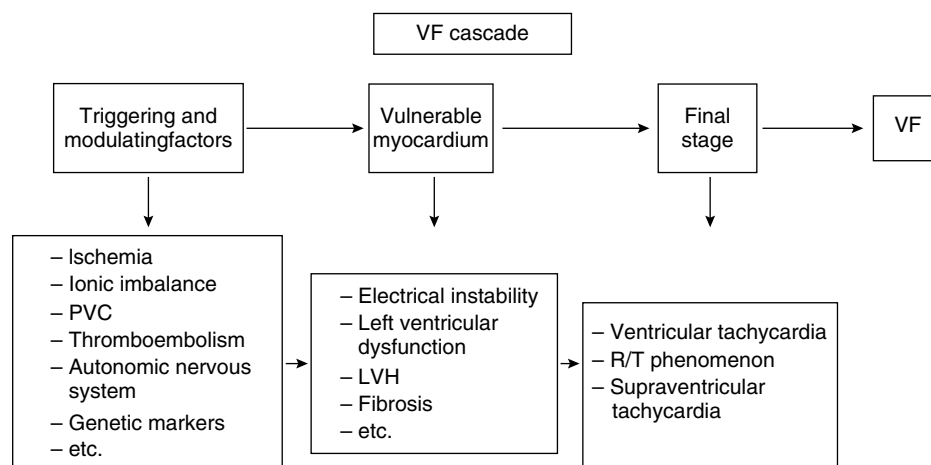 VF cascade
Triggering and
modulatingfactors
Vulnerable
myocardium
Final
stage
VF
– Ischemia
– Ionic imbalance
– PVC
– Thromboembolism
– Autonomic nervous
system
– Genetic markers
– etc.
– Electrical instability
– Left ventricular
dysfunction
– LVH
– Fibrosis
– etc.
– Ventricular tachycardia
– R/T phenomenon
– Supraventricular
tachycardia